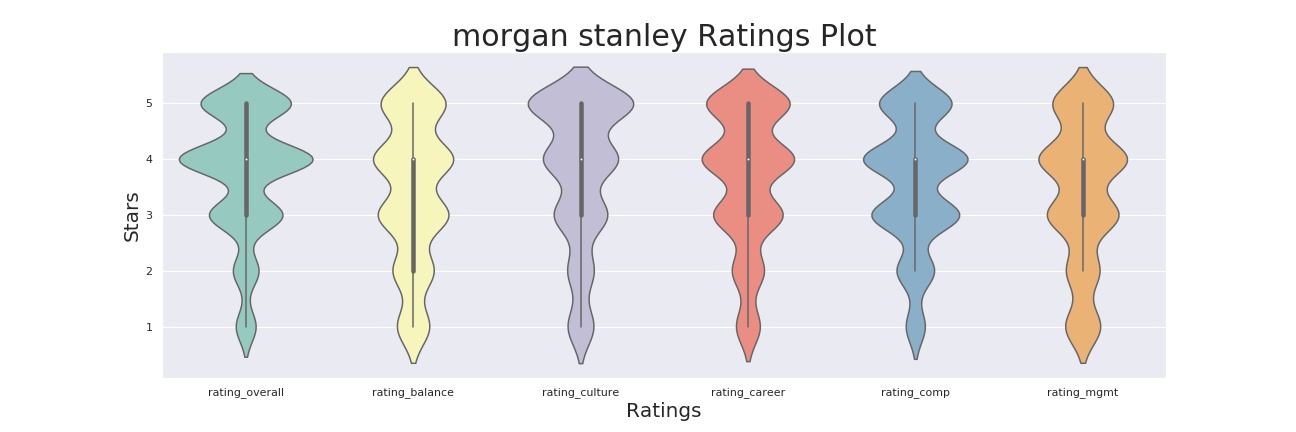 morgan stanley Ratings Plot
Stars
5
4
3
2
1
rating_overall rating_balance rating_culture rating_career rating_comp rating_mgmt
Ratings